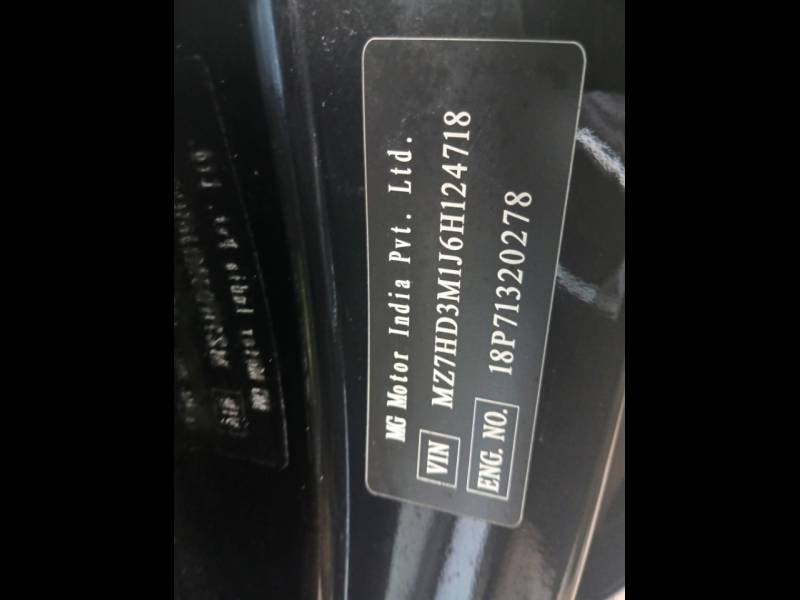 MG Motor India Pvt. Ltd.
VIN MZ7HD3M1J6H124718
ENG. NO. 18P71320278